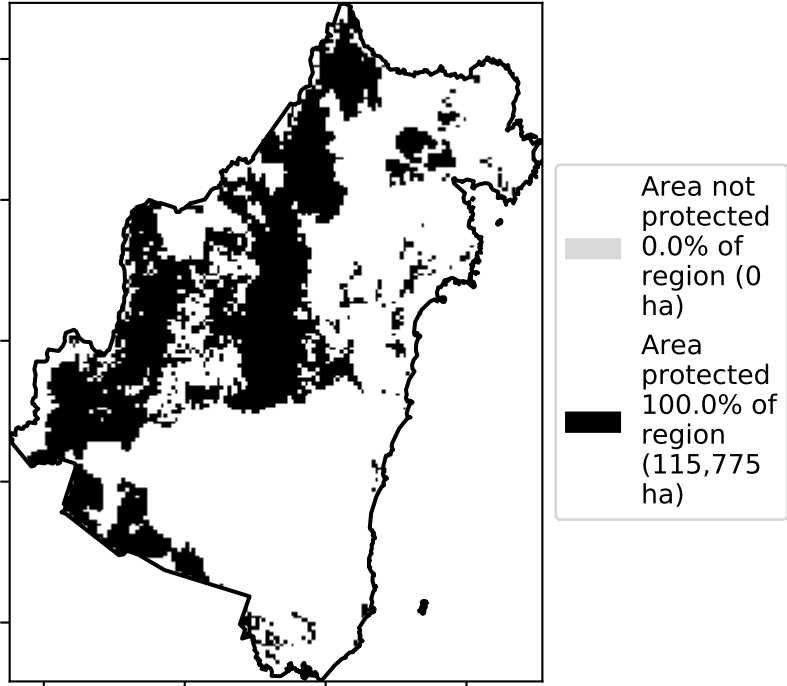 Area not
protected
0.0% of
region (0
ha)
Area
protected
100.0% of
region
(115,775
ha)